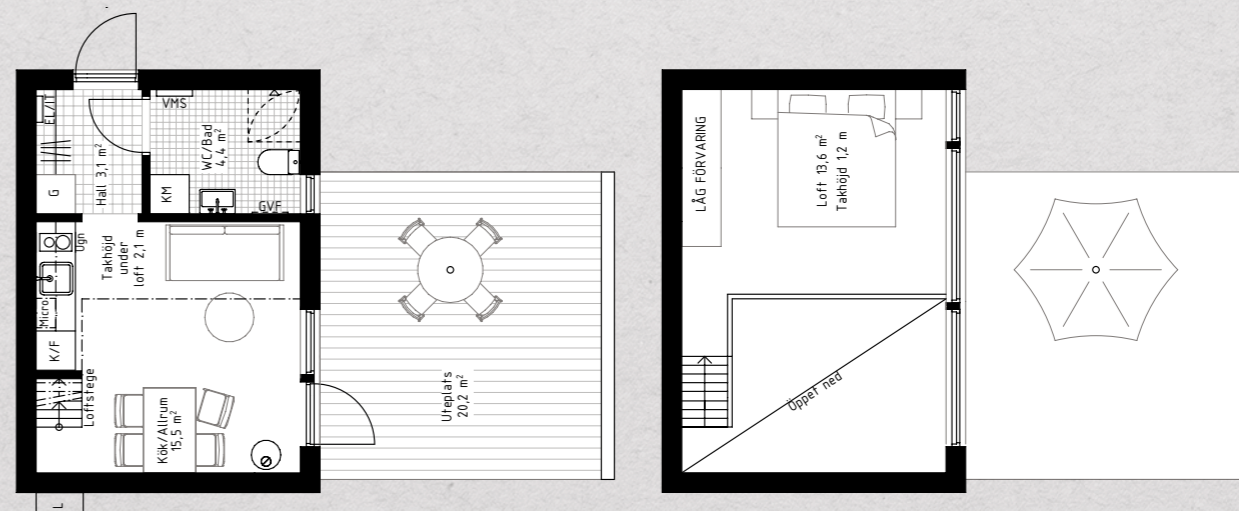 EL/IT
VMS
WC/Bad
4,4 m²
Hall 3,1 m²
G
KM
GVF
Ugn
Takhöjd
under
loft 2,1 m
Micro
K/F
Loftstege
Kök/Allrum
15,5 m²
Uteplats
20,2 m²
L
LÅG FÖRVARING
Loft 13,6 m²
Takhöjd 1,2 m
Öppet ned